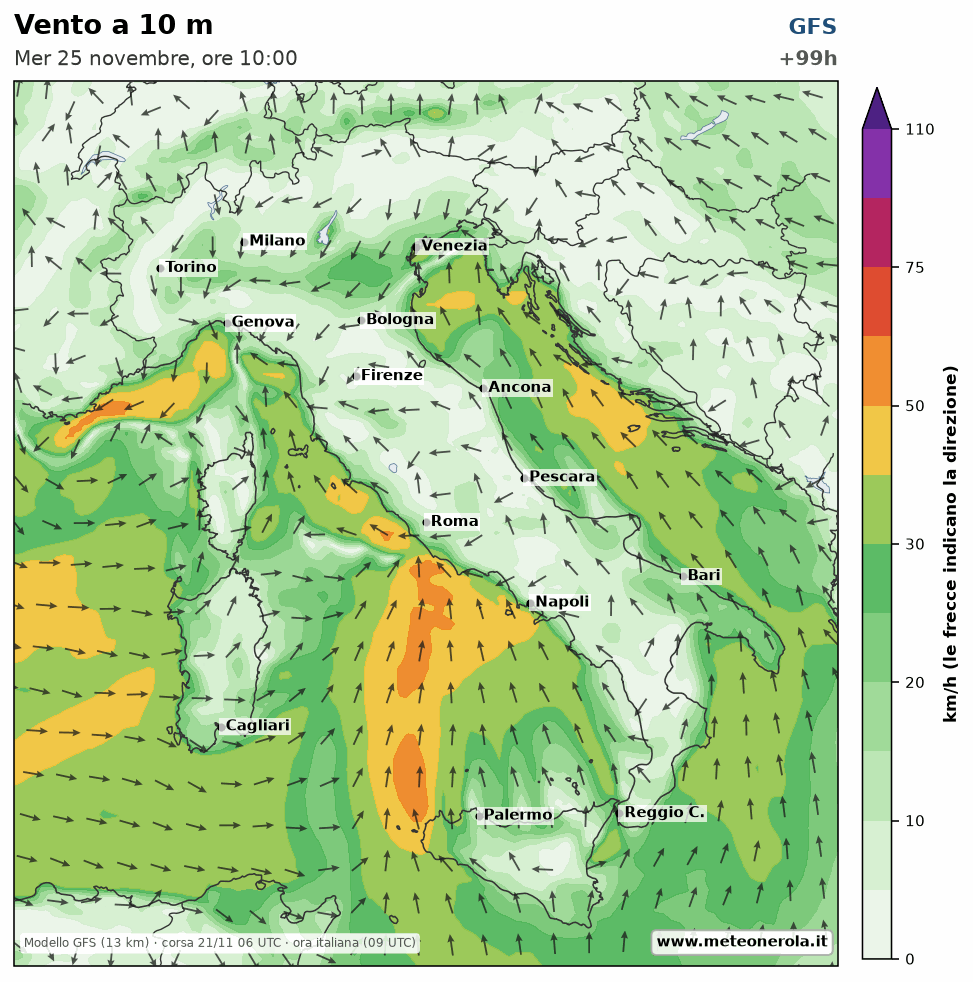 Vento a 10 m
GFS
Mer 25 novembre, ore 10:00
+99h
110
Milano
Venezia
Torino
75
Genova
Bologna
Firenze
Ancona
50
Pescara
Roma
30
Bari
Napoli
20
Cagliari
Palermo
Reggio C.
10
km/h (le frecce indicano la direzione)
Modello GFS (13 km) · corsa 21/11 06 UTC · ora italiana (09 UTC)
www.meteonerola.it
0